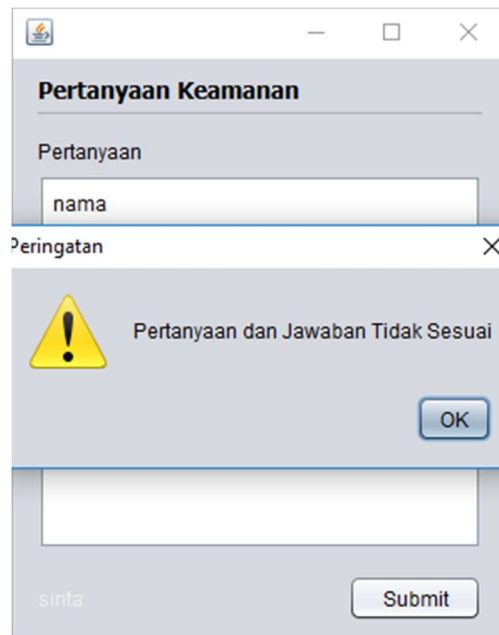 Pertanyaan Keamanan
Pertanyaan
nama
Peringatan
Pertanyaan dan Jawaban Tidak Sesuai
OK
sinta
Submit